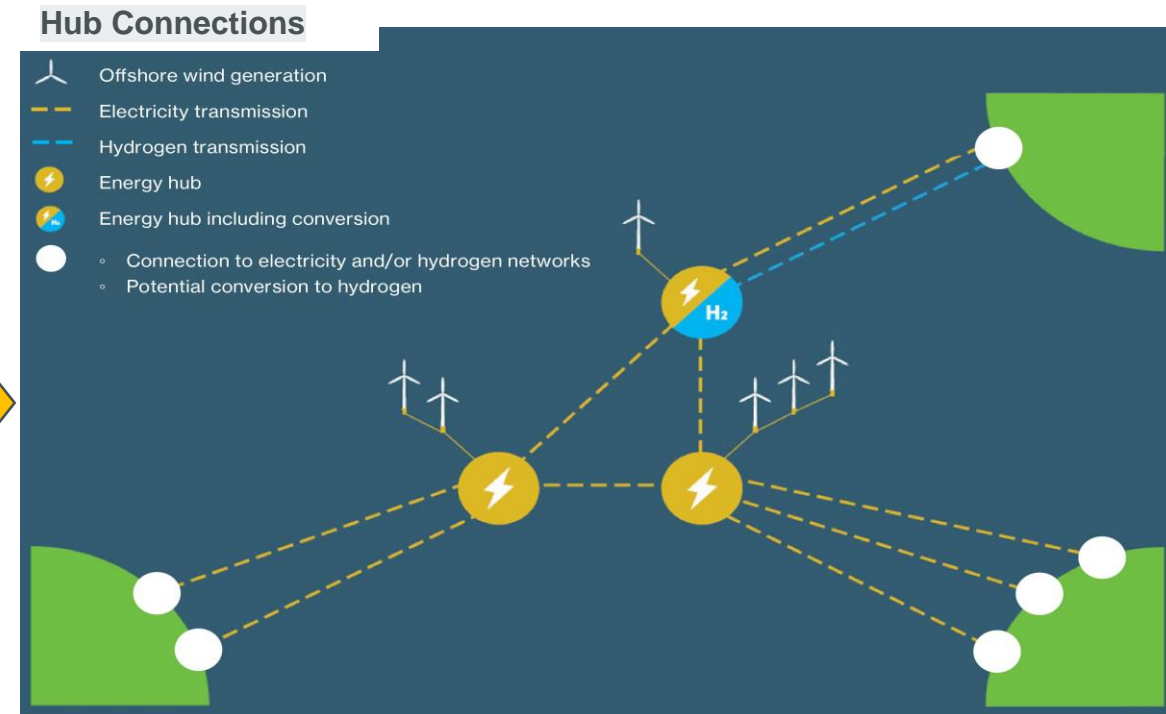 Hub Connections
Offshore wind generation
Electricity transmission
Hydrogen transmission
Energy hub
Energy hub including conversion
◦ Connection to electricity and/or hydrogen networks
◦ Potential conversion to hydrogen
H₂